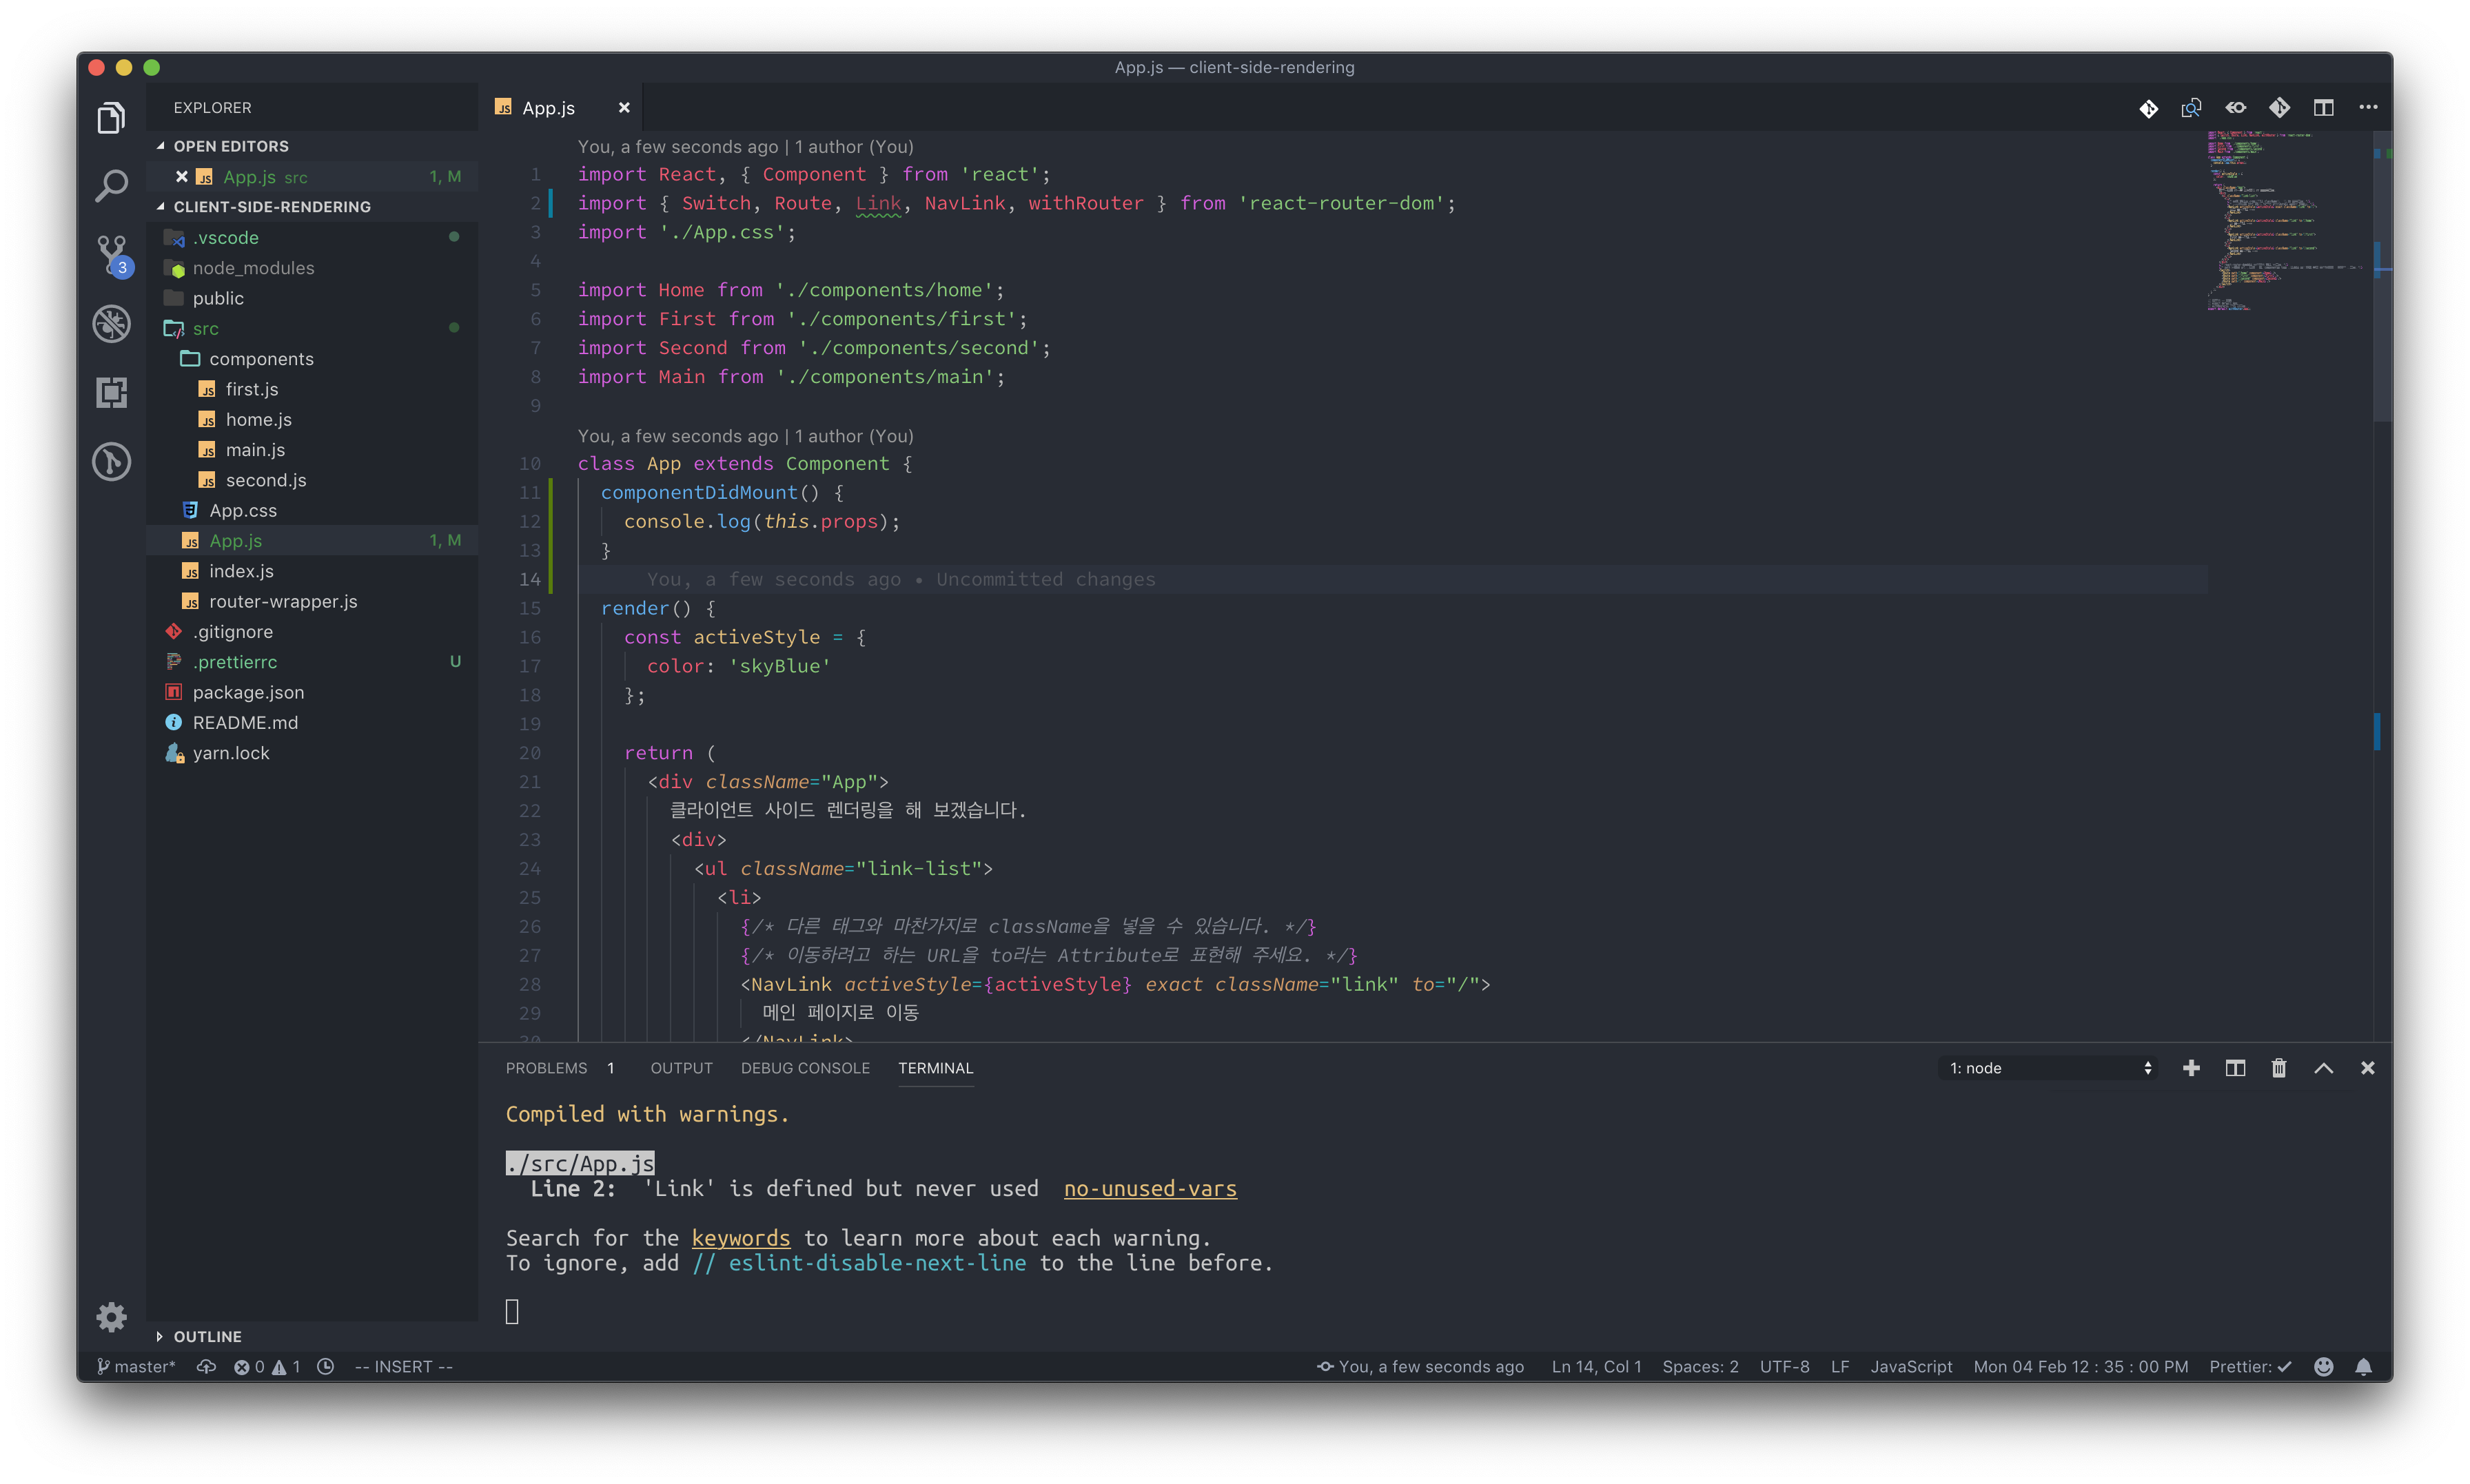 App.js — client-side-rendering
EXPLORER
OPEN EDITORS
App.js src 1, M
CLIENT-SIDE-RENDERING
.vscode
node_modules
public
src
components
first.js
home.js
main.js
second.js
App.css
App.js 1, M
index.js
router-wrapper.js
.gitignore
.prettierrc U
package.json
README.md
yarn.lock
OUTLINE
3
App.js
You, a few seconds ago | 1 author (You)
1 import React, { Component } from 'react';
2 import { Switch, Route, Link, NavLink, withRouter } from 'react-router-dom';
3 import './App.css';
4
5 import Home from './components/home';
6 import First from './components/first';
7 import Second from './components/second';
8 import Main from './components/main';
9
You, a few seconds ago | 1 author (You)
10 class App extends Component {
11 componentDidMount() {
12 console.log(this.props);
13 }
14 You, a few seconds ago • Uncommitted changes
15 render() {
16 const activeStyle = {
17 color: 'skyBlue'
18 };
19
20 return (
21 <div className="App">
22 클라이언트 사이드 렌더링을 해 보겠습니다.
23 <div>
24 <ul className="link-list">
25 <li>
26 {/* 다른 태그와 마찬가지로 className을 넣을 수 있습니다. */}
27 {/* 이동하려고 하는 URL을 to라는 Attribute로 표현해 주세요. */}
28 <NavLink activeStyle={activeStyle} exact className="link" to="/">
29 메인 페이지로 이동
30 </NavLink>
PROBLEMS 1 OUTPUT DEBUG CONSOLE TERMINAL 1: node
Compiled with warnings.
./src/App.js
Line 2: 'Link' is defined but never used no-unused-vars
Search for the keywords to learn more about each warning.
To ignore, add // eslint-disable-next-line to the line before.
master* 0 1 -- INSERT -- You, a few seconds ago Ln 14, Col 1 Spaces: 2 UTF-8 LF JavaScript Mon 04 Feb 12 : 35 : 00 PM Prettier: ✓